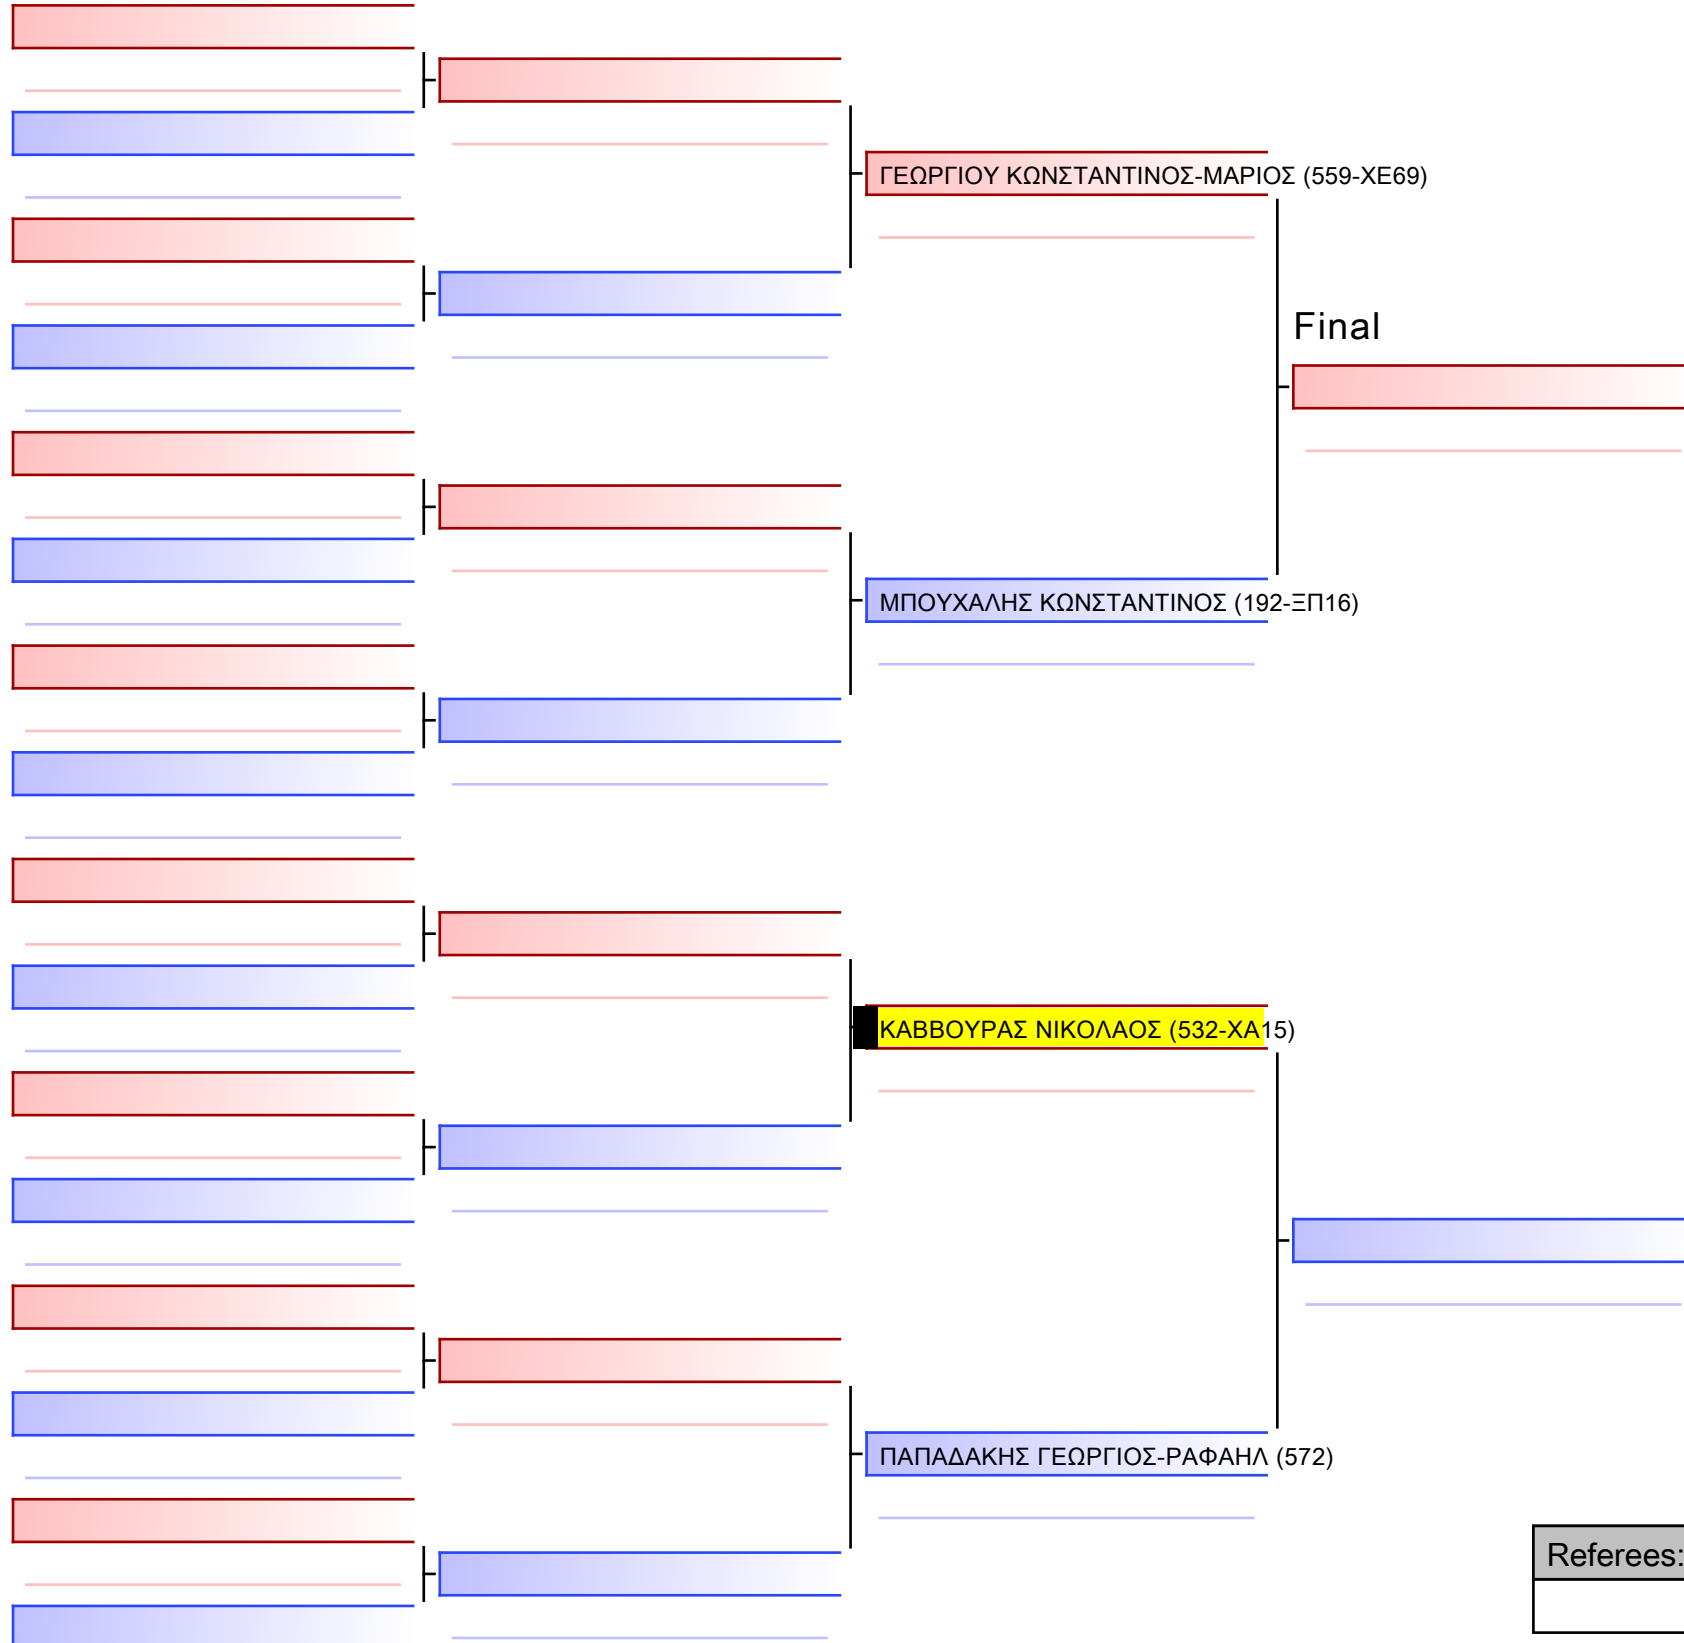 ΓΕΩΡΓΙΟΥ ΚΩΝΣΤΑΝΤΙΝΟΣ-ΜΑΡΙΟΣ (559-ΧΕ69)
Final
ΜΠΟΥΧΑΛΗΣ ΚΩΝΣΤΑΝΤΙΝΟΣ (192-ΞΠ16)
ΚΑΒΒΟΥΡΑΣ ΝΙΚΟΛΑΟΣ (532-ΧΑ15)
ΠΑΠΑΔΑΚΗΣ ΓΕΩΡΓΙΟΣ-ΡΑΦΑΗΛ (572)
Referees: